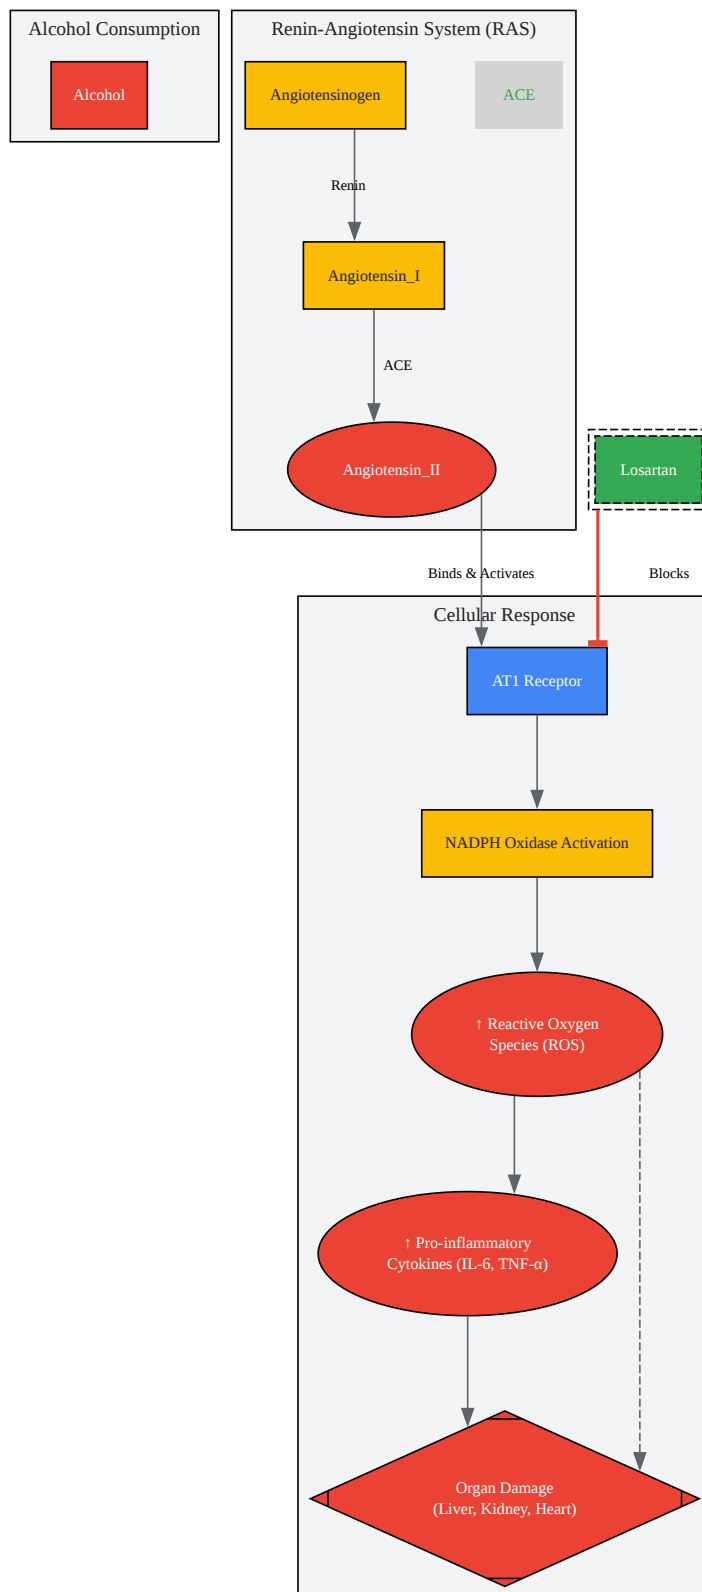 Alcohol Consumption
Renin-Angiotensin System (RAS)
Alcohol
Angiotensinogen
ACE
Renin
Angiotensin_I
ACE
Angiotensin_II
Losartan
Binds & Activates
Blocks
Cellular Response
AT1 Receptor
NADPH Oxidase Activation
↑ Reactive Oxygen
Species (ROS)
↑ Pro-inflammatory
Cytokines (IL-6, TNF-α)
Organ Damage
(Liver, Kidney, Heart)